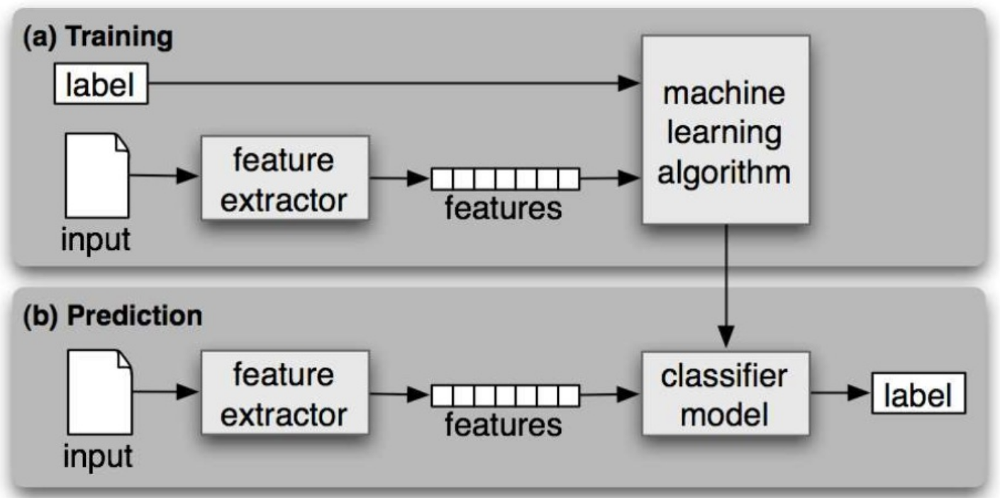 (a) Training
label
machine
learning
algorithm
feature
extractor
features
input
(b) Prediction
feature
extractor
features
classifier
model
label
input